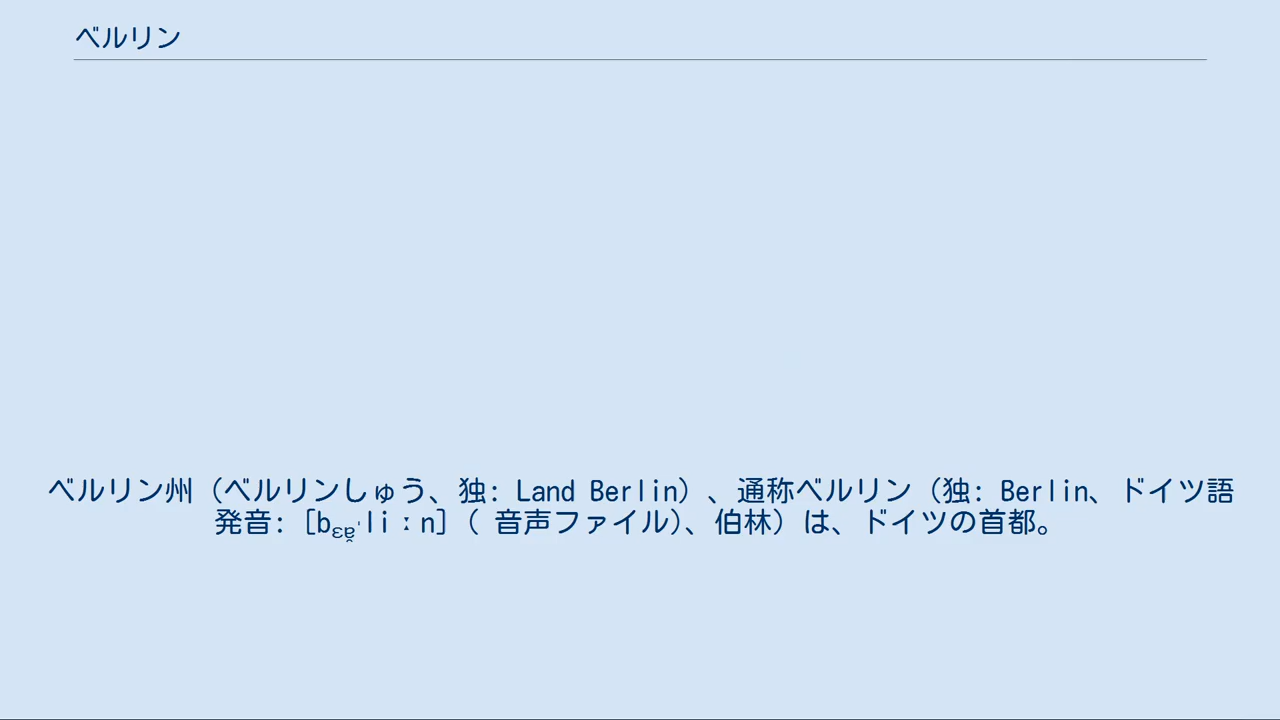 ベルリン
ベルリン州（ベルリンしゅう、独: Land Berlin）、通称ベルリン（独: Berlin、ドイツ語
発音: [bɛɐ̯ˈliːn]（ 音声ファイル)、伯林）は、ドイツの首都。